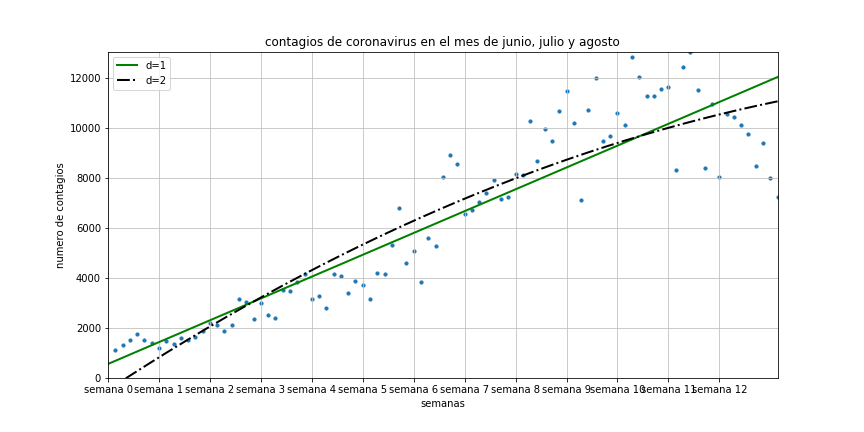 contagios de coronavirus en el mes de junio, julio y agosto
d=1
d=2
numero de contagios
12000
10000
8000
6000
4000
2000
0
semana 0 semana 1 semana 2 semana 3 semana 4 semana 5 semana 6 semana 7 semana 8 semana 9 semana 10 semana 11 semana 12
semanas